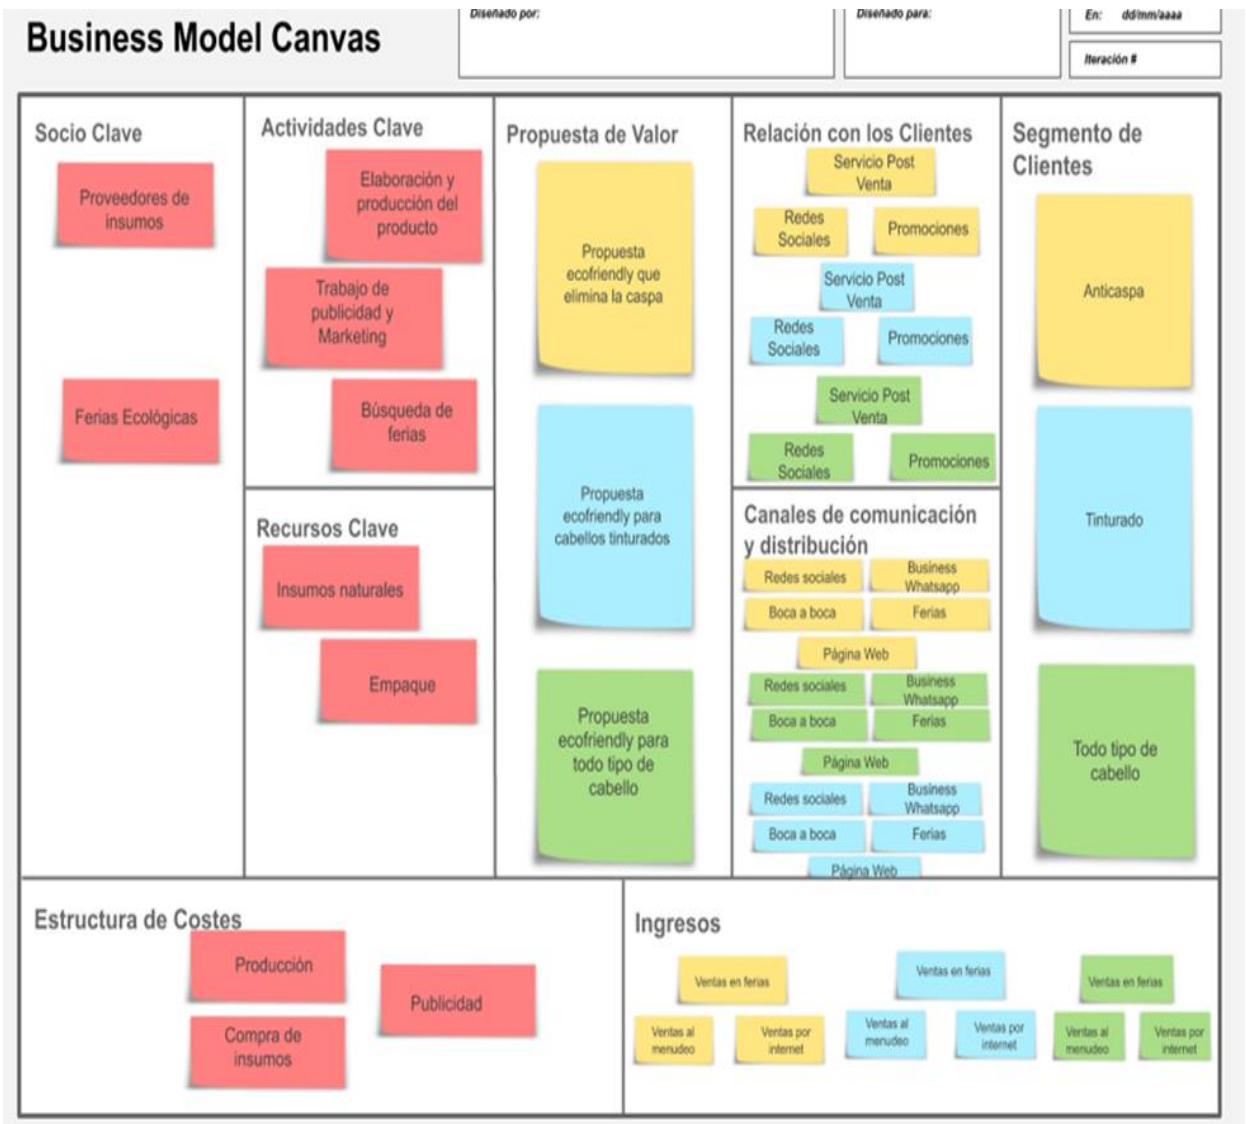 Business Model Canvas
Diseñado por:
Diseñado para:
En: dd/mm/aaaa
Iteración #
Socio Clave
Proveedores de
insumos
Ferias Ecológicas
Actividades Clave
Elaboración y
producción del
producto
Trabajo de
publicidad y
Marketing
Búsqueda de
ferias
Recursos Clave
Insumos naturales
Empaque
Propuesta de Valor
Propuesta
ecofriendly que
elimina la caspa
Propuesta
ecofriendly para
cabellos tinturados
Propuesta
ecofriendly para
todo tipo de
cabello
Relación con los Clientes
Servicio Post
Venta
Redes
Sociales
Promociones
Servicio Post
Venta
Redes
Sociales
Promociones
Servicio Post
Venta
Redes
Sociales
Promociones
Canales de comunicación
y distribución
Redes sociales
Business
Whatsapp
Boca a boca
Ferias
Página Web
Redes sociales
Business
Whatsapp
Boca a boca
Ferias
Página Web
Redes sociales
Business
Whatsapp
Boca a boca
Ferias
Página Web
Segmento de
Clientes
Anticaspa
Tinturado
Todo tipo de
cabello
Estructura de Costes
Producción
Publicidad
Compra de
insumos
Ingresos
Ventas en ferias
Ventas al
menudeo
Ventas por
internet
Ventas en ferias
Ventas al
menudeo
Ventas por
internet
Ventas en ferias
Ventas al
menudeo
Ventas por
internet